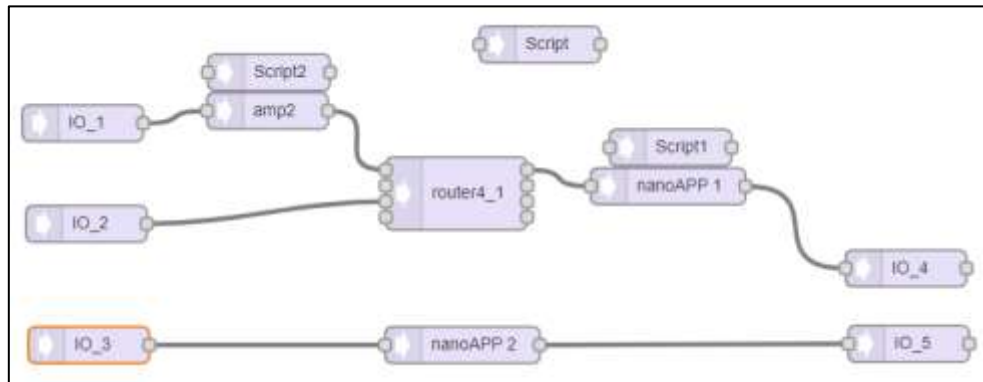 Script
Script2
amp2
IO_1
Script1
router4_1
nanoAPP 1
IO_2
IO_4
IO_3
nanoAPP 2
IO_5